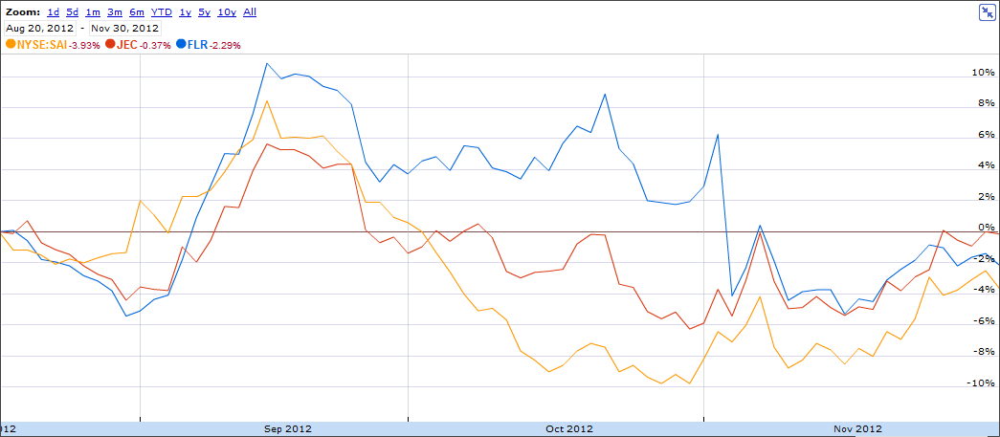 Zoom: 1d 5d 1m 3m 6m YTD 1y 5y 10y All
Aug 20, 2012 - Nov 30, 2012
NYSE:SAI -3.93% JEC -0.37% FLR -2.29%
10%
8%
6%
4%
2%
0%
-2%
-4%
-6%
-8%
-10%
012 Sep 2012 Oct 2012 Nov 2012